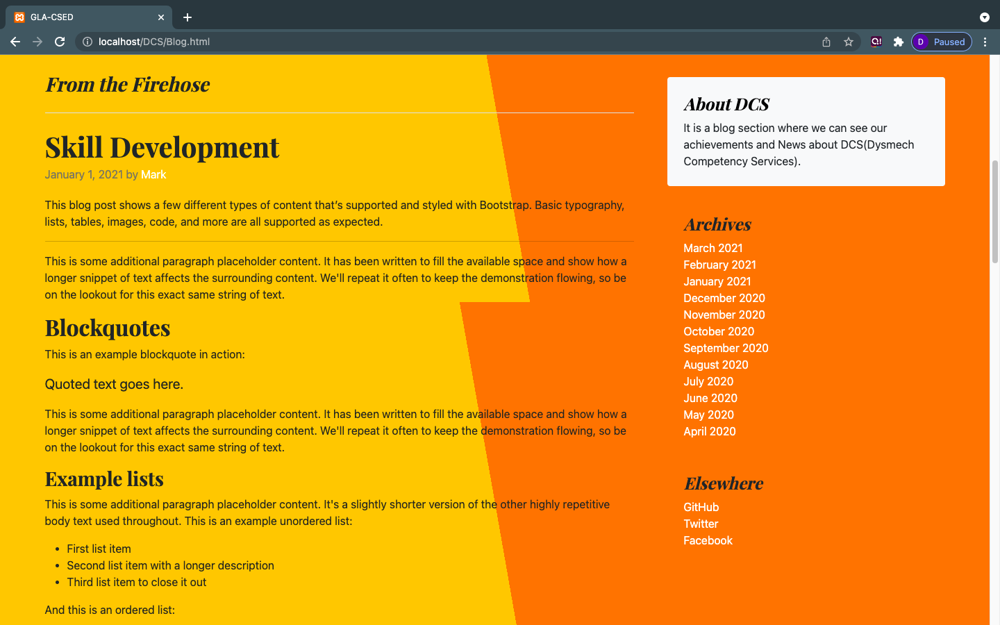 GLA-CSED
localhost/DCS/Blog.html
D Paused
From the Firehose
Skill Development
January 1, 2021 by Mark
This blog post shows a few different types of content that’s supported and styled with Bootstrap. Basic typography,
lists, tables, images, code, and more are all supported as expected.
This is some additional paragraph placeholder content. It has been written to fill the available space and show how a
longer snippet of text affects the surrounding content. We'll repeat it often to keep the demonstration flowing, so be
on the lookout for this exact same string of text.
Blockquotes
This is an example blockquote in action:
Quoted text goes here.
This is some additional paragraph placeholder content. It has been written to fill the available space and show how a
longer snippet of text affects the surrounding content. We'll repeat it often to keep the demonstration flowing, so be
on the lookout for this exact same string of text.
Example lists
This is some additional paragraph placeholder content. It's a slightly shorter version of the other highly repetitive
body text used throughout. This is an example unordered list:
• First list item
• Second list item with a longer description
• Third list item to close it out
And this is an ordered list:
About DCS
It is a blog section where we can see our
achievements and News about DCS(Dysmech
Competency Services).
Archives
March 2021
February 2021
January 2021
December 2020
November 2020
October 2020
September 2020
August 2020
July 2020
June 2020
May 2020
April 2020
Elsewhere
GitHub
Twitter
Facebook